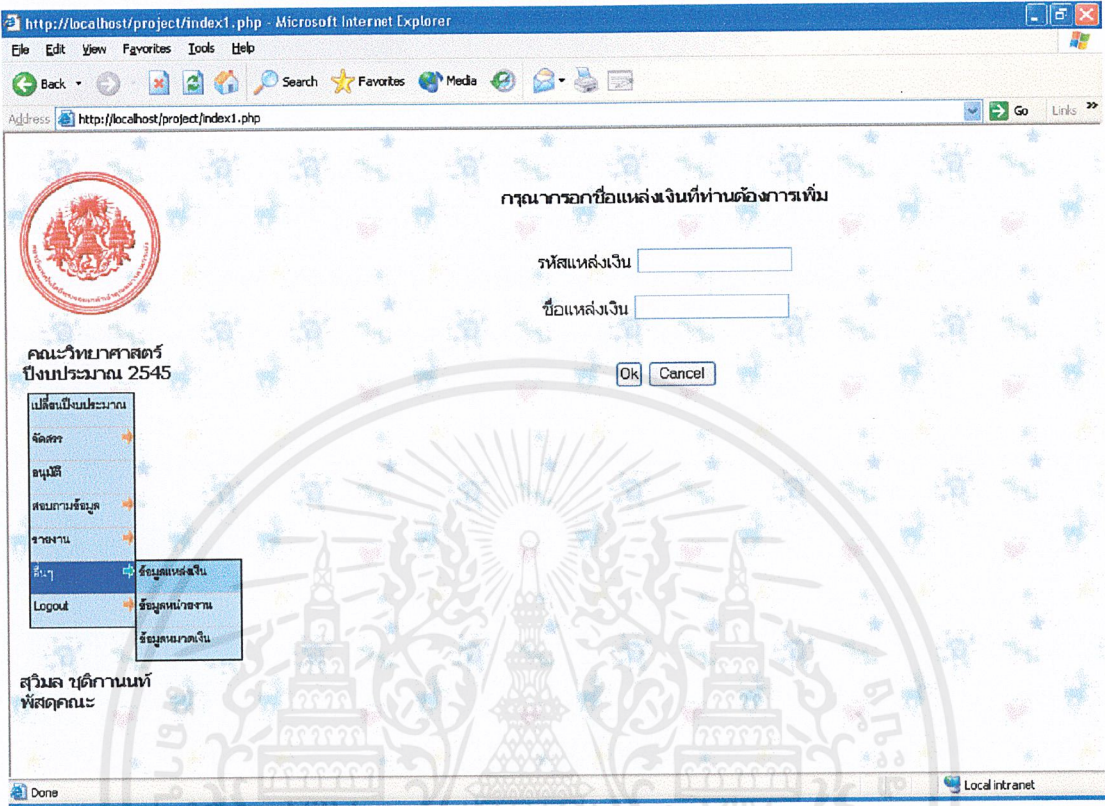 http://localhost/project/index1.php - Microsoft Internet Explorer
File Edit View Favorites Tools Help
Back Search Favorites Media
Address http://localhost/project/index1.php Go Links »
กรุณากรอกชื่อแหล่งเงินที่ท่านต้องการเพิ่ม
รหัสแหล่งเงิน
ชื่อแหล่งเงิน
Ok Cancel
คณะวิทยาศาสตร์
ปีงบประมาณ 2545
เปลี่ยนปีงบประมาณ
จัดสรร
อนุมัติ
สอบถามข้อมูล
รายงาน
อื่นๆ
Logout
ข้อมูลแหล่งเงิน
ข้อมูลหน่วยงาน
ข้อมูลหมวดเงิน
สุวิมล ชุติกานนท์
พัสดุคณะ
Done
Local intranet